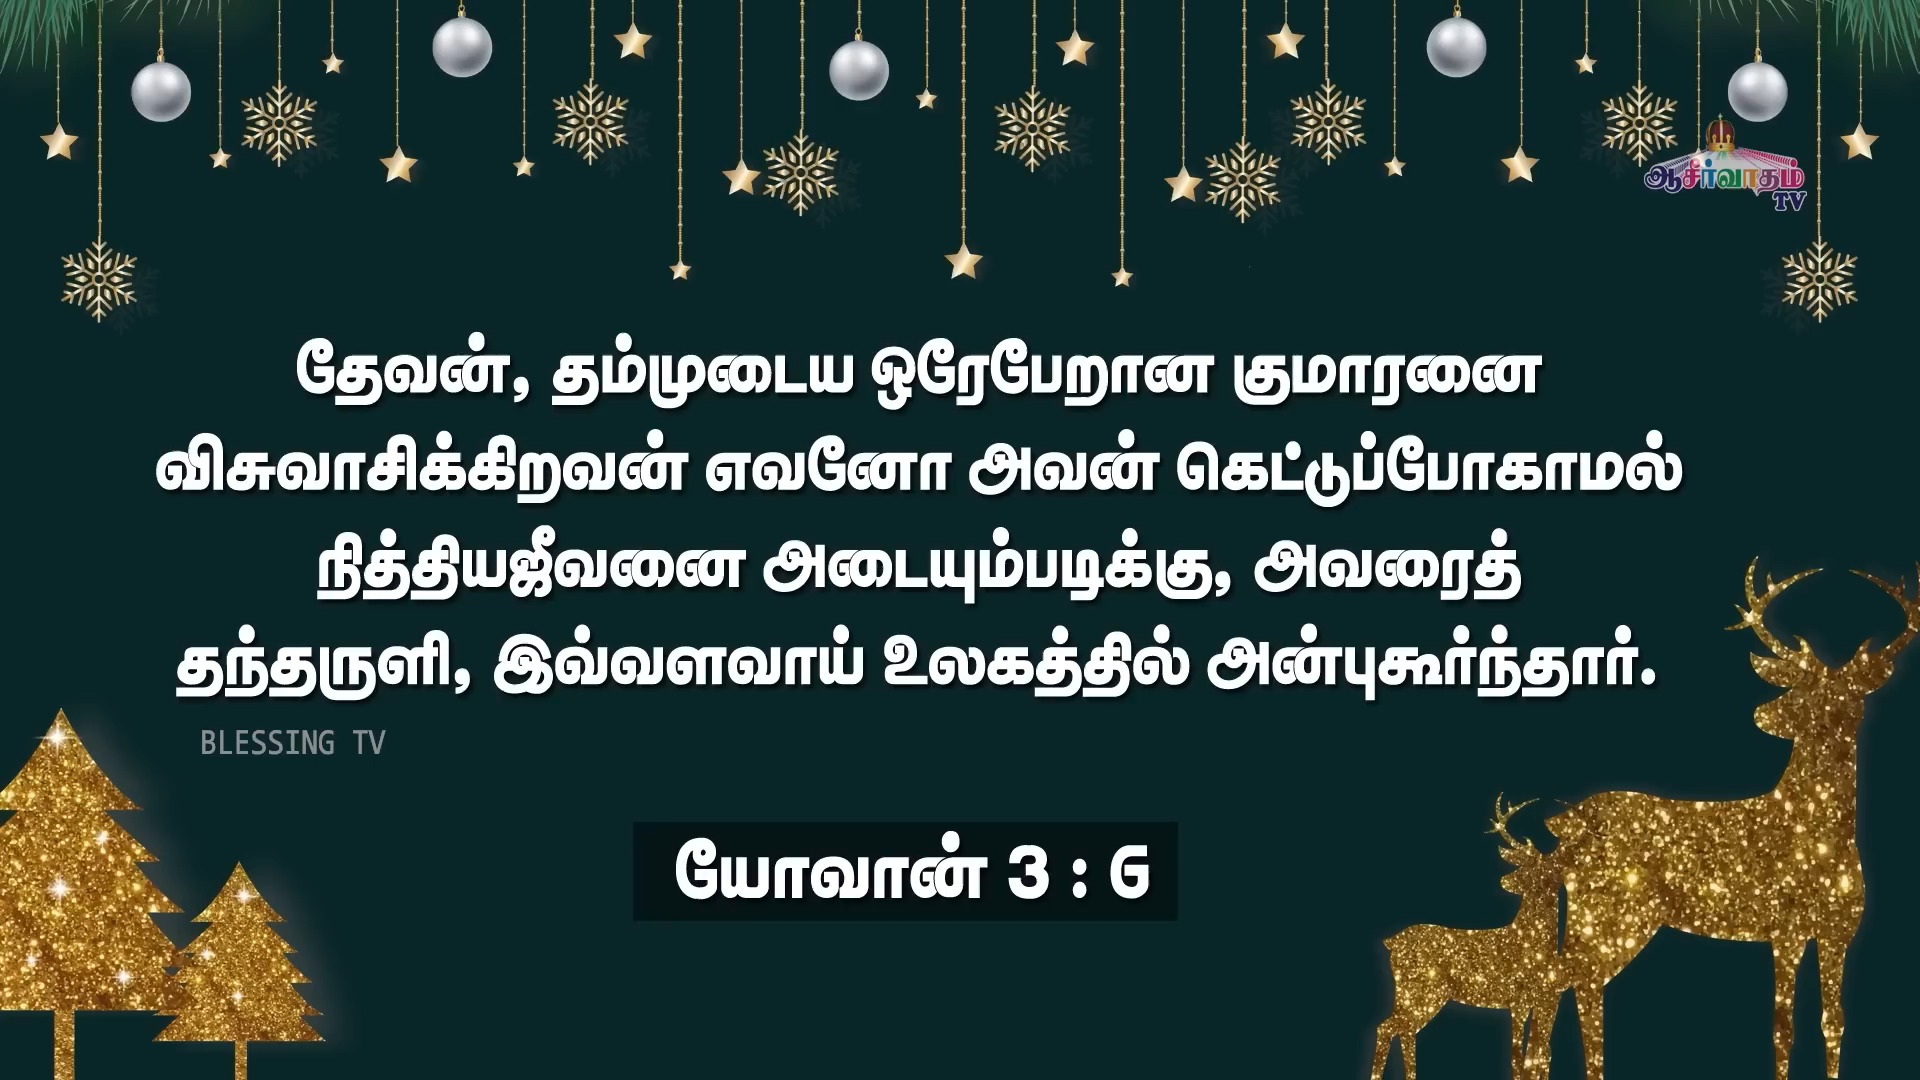 ஆசீர்வாதம்
TV
தேவன், தம்முடைய ஒரேபேறான குமாரனை
விசுவாசிக்கிறவன் எவனோ அவன் கெட்டுப்போகாமல்
நித்தியஜீவனை அடையும்படிக்கு, அவரைத்
தந்தருளி, இவ்வளவாய் உலகத்தில் அன்புகூர்ந்தார்.
BLESSING TV
யோவான் 3 : 6